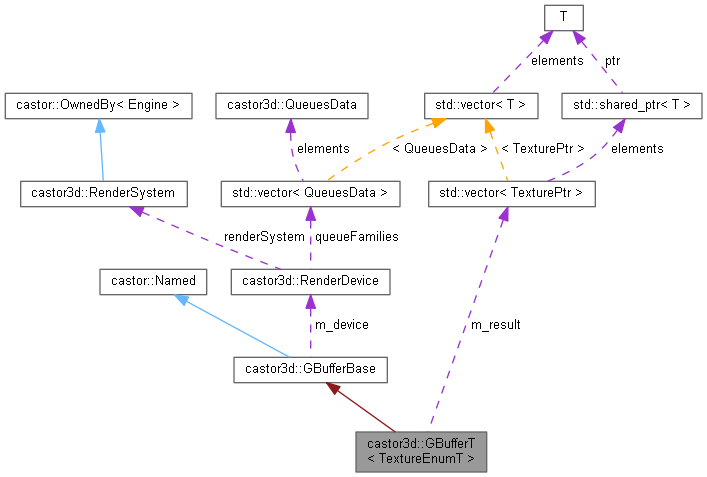 T
elements
ptr
castor::OwnedBy< Engine >
castor3d::QueuesData
std::vector< T >
std::shared_ptr< T >
elements
< QueuesData >
< TexturePtr >
elements
castor3d::RenderSystem
std::vector< QueuesData >
std::vector< TexturePtr >
renderSystem
queueFamilies
castor::Named
castor3d::RenderDevice
m_device
m_result
castor3d::GBufferBase
castor3d::GBufferT
< TextureEnumT >